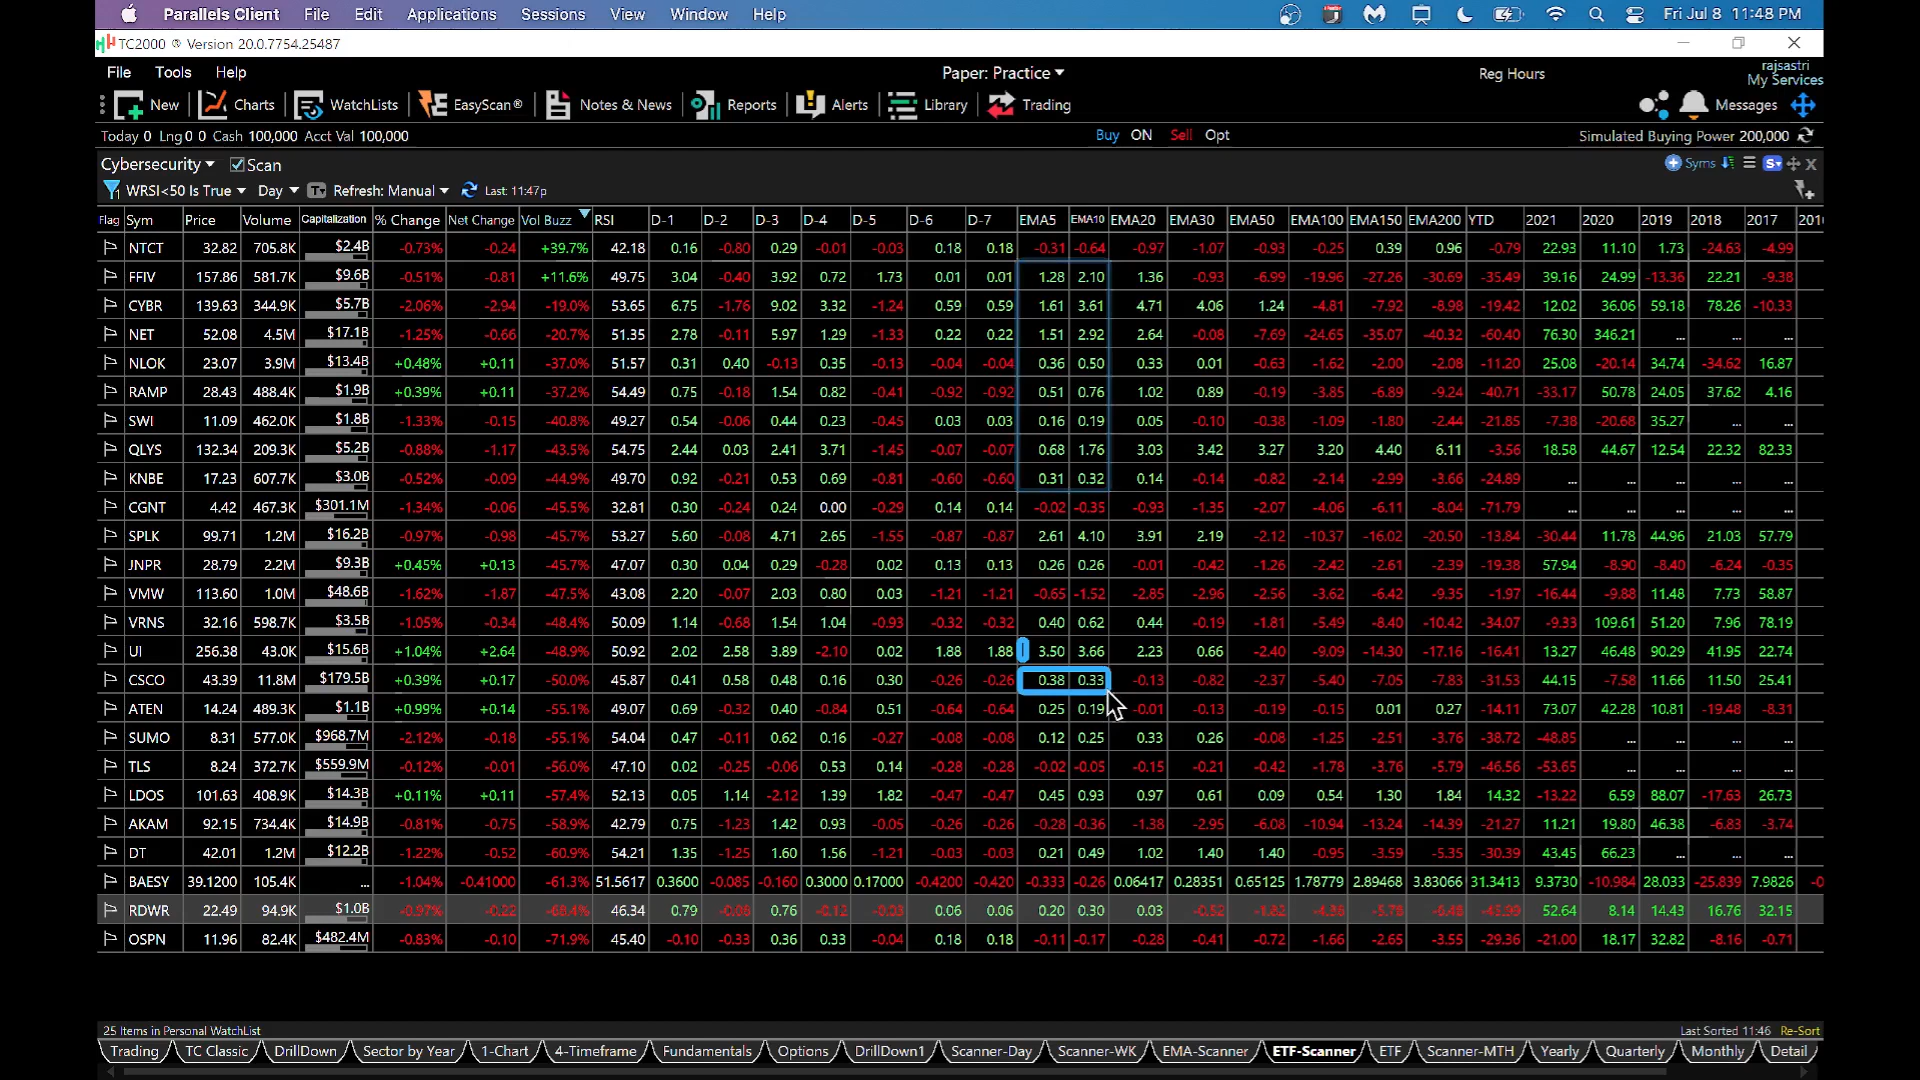 Parallels Client File Edit Applications Sessions View Window Help Fri Jul 8 11:48 PM
TC2000 ® Version 20.0.7754.25487
File Tools Help Paper: Practice Reg Hours rajsastri
My Services
New Charts WatchLists EasyScan® Notes & News Reports Alerts Library Trading Messages
Today 0 Lng 0 0 Cash 100,000 Acct Val 100,000 Buy ON Sell Opt Simulated Buying Power 200,000
Cybersecurity Scan Syms S
WRSI<50 Is True Day T Refresh: Manual Last: 11:47p
Flag Sym Price Volume Capitalization % Change Net Change Vol Buzz RSI D-1 D-2 D-3 D-4 D-5 D-6 D-7 EMA5 EMA10 EMA20 EMA30 EMA50 EMA100 EMA150 EMA200 YTD 2021 2020 2019 2018 2017
NTCT 32.82 705.8K $2.4B -0.73% -0.24 +39.7% 42.18 0.16 -0.80 0.29 -0.01 -0.03 0.18 0.18 -0.31 -0.64 -0.97 -1.07 -0.93 -0.25 0.39 0.96 -0.79 22.93 11.10 1.73 -24.63 -4.99
FFIV 157.86 581.7K $9.6B -0.51% -0.81 +11.6% 49.75 3.04 -0.40 3.92 0.72 1.73 0.01 0.01 1.28 2.10 1.36 -0.93 -6.99 -19.96 -27.26 -30.69 -35.49 39.16 24.99 -13.36 22.21 -9.38
CYBR 139.63 344.9K $5.7B -2.06% -2.94 -19.0% 53.65 6.75 -1.76 9.02 3.32 -1.24 0.59 0.59 1.61 3.61 4.71 4.06 1.24 -4.81 -7.92 -8.98 -19.42 12.02 36.06 59.18 78.26 -10.33
NET 52.08 4.5M $17.1B -1.25% -0.66 -20.7% 51.35 2.78 -0.11 5.97 1.29 -1.33 0.22 0.22 1.51 2.92 2.64 -0.08 -7.69 -24.65 -35.07 -40.32 -60.40 76.30 346.21 ... ... ...
NLOK 23.07 3.9M $13.4B +0.48% +0.11 -37.0% 51.57 0.31 0.40 -0.13 0.35 -0.13 -0.04 -0.04 0.36 0.50 0.33 0.01 -0.63 -1.62 -2.00 -2.08 -11.20 25.08 -20.14 34.74 -34.62 16.87
RAMP 28.43 488.4K $1.9B +0.39% +0.11 -37.2% 54.49 0.75 -0.18 1.54 0.82 -0.41 -0.92 -0.92 0.51 0.76 1.02 0.89 -0.19 -3.85 -6.89 -9.24 -40.71 -33.17 50.78 24.05 37.62 4.16
SWI 11.09 462.0K $1.8B -1.33% -0.15 -40.8% 49.27 0.54 -0.06 0.44 0.23 -0.45 0.03 0.03 0.16 0.19 0.05 -0.10 -0.38 -1.09 -1.80 -2.44 -21.85 -7.38 -20.68 35.27 ... ...
QLYS 132.34 209.3K $5.2B -0.88% -1.17 -43.5% 54.75 2.44 0.03 2.41 3.71 -1.45 -0.07 -0.07 0.68 1.76 3.03 3.42 3.27 3.20 4.40 6.11 -3.56 18.58 44.67 12.54 22.32 82.33
KNBE 17.23 607.7K $3.0B -0.52% -0.09 -44.9% 49.70 0.92 -0.21 0.53 0.69 -0.81 -0.60 -0.60 0.31 0.32 0.14 -0.14 -0.82 -2.14 -2.99 -3.66 -24.89 ... ... ... ... ...
CGNT 4.42 467.3K $301.1M -1.34% -0.06 -45.5% 32.81 0.30 -0.24 0.24 0.00 -0.29 0.14 0.14 -0.02 -0.35 -0.93 -1.35 -2.07 -4.06 -6.11 -8.04 -71.79 ... ... ... ... ...
SPLK 99.71 1.2M $16.2B -0.97% -0.98 -45.7% 53.27 5.60 -0.08 4.71 2.65 -1.55 -0.87 -0.87 2.61 4.10 3.91 2.19 -2.12 -10.37 -16.02 -20.50 -13.84 -30.44 11.78 44.96 21.03 57.79
JNPR 28.79 2.2M $9.3B +0.45% +0.13 -45.7% 47.07 0.30 0.04 0.29 -0.28 0.02 0.13 0.13 0.26 0.26 -0.01 -0.42 -1.26 -2.42 -2.61 -2.39 -19.38 57.94 -8.90 -8.40 -6.24 -0.35
VMW 113.60 1.0M $48.6B -1.62% -1.87 -47.5% 43.08 2.20 -0.07 2.03 0.80 0.03 -1.21 -1.21 -0.65 -1.52 -2.85 -2.96 -2.56 -3.62 -6.42 -9.35 -1.97 -16.44 -9.88 11.48 7.73 58.87
VRNS 32.16 598.7K $3.5B -1.05% -0.34 -48.4% 50.09 1.14 -0.68 1.54 1.04 -0.93 -0.32 -0.32 0.40 0.62 0.44 -0.19 -1.81 -5.49 -8.40 -10.42 -34.07 -9.33 109.61 51.20 7.96 78.19
UI 256.38 43.0K $15.6B +1.04% +2.64 -48.9% 50.92 2.02 2.58 3.89 -2.10 0.02 1.88 1.88 3.50 3.66 2.23 0.66 -2.40 -9.09 -14.30 -17.16 -16.41 13.27 46.48 90.29 41.95 22.74
CSCO 43.39 11.8M $179.5B +0.39% +0.17 -50.0% 45.87 0.41 0.58 0.48 0.16 0.30 -0.26 -0.26 0.38 0.33 -0.13 -0.82 -2.37 -5.40 -7.05 -7.83 -31.53 44.15 -7.58 11.66 11.50 25.41
ATEN 14.24 489.3K $1.1B +0.99% +0.14 -55.1% 49.07 0.69 -0.32 0.40 -0.84 0.51 -0.64 -0.64 0.25 0.19 -0.01 -0.13 -0.19 -0.15 0.01 0.27 -14.11 73.07 42.28 10.81 -19.48 -8.31
SUMO 8.31 577.0K $968.7M -2.12% -0.18 -55.1% 54.04 0.47 -0.11 0.62 0.16 -0.27 -0.08 -0.08 0.12 0.25 0.33 0.26 -0.08 -1.25 -2.51 -3.76 -38.72 -48.85 ... ... ... ...
TLS 8.24 372.7K $559.9M -0.12% -0.01 -56.0% 47.10 0.02 -0.25 -0.06 0.53 0.14 -0.28 -0.28 -0.02 -0.05 -0.15 -0.21 -0.42 -1.78 -3.76 -5.79 -46.56 -53.65 ... ... ... ...
LDOS 101.63 408.9K $14.3B +0.11% +0.11 -57.4% 52.13 0.05 1.14 -2.12 1.39 1.82 -0.47 -0.47 0.45 0.93 0.97 0.61 0.09 0.54 1.30 1.84 14.32 -13.22 6.59 88.07 -17.63 26.73
AKAM 92.15 734.4K $14.9B -0.81% -0.75 -58.9% 42.79 0.75 -1.23 1.42 0.93 -0.05 -0.26 -0.26 -0.28 -0.36 -1.38 -2.95 -6.08 -10.94 -13.24 -14.39 -21.27 11.21 19.80 46.38 -6.83 -3.74
DT 42.01 1.2M $12.2B -1.22% -0.52 -60.9% 54.21 1.35 -1.25 1.60 1.56 -1.21 -0.03 -0.03 0.21 0.49 1.02 1.40 1.40 -0.95 -3.59 -5.35 -30.39 43.45 66.23 ... ... ...
BAESY 39.1200 105.4K ... -1.04% -0.41000 -61.3% 51.5617 0.3600 -0.085 -0.160 0.3000 0.17000 -0.4200 -0.420 -0.333 -0.26 0.06417 0.28351 0.65125 1.78779 2.89468 3.83066 31.3413 9.3730 -10.984 28.033 -25.839 7.9826
RDWR 22.49 94.9K $1.0B -0.97% -0.22 -68.4% 46.34 0.79 -0.06 0.76 -0.12 -0.03 0.06 0.06 0.20 0.30 0.03 -0.52 -1.82 -4.36 -5.78 -6.48 -45.99 52.64 8.14 14.43 16.76 32.15
OSPN 11.96 82.4K $482.4M -0.83% -0.10 -71.9% 45.40 -0.10 -0.33 0.36 0.33 -0.04 0.18 0.18 -0.11 -0.17 -0.28 -0.41 -0.72 -1.66 -2.65 -3.55 -29.36 -21.00 18.17 32.82 -8.16 -0.71
25 Items in Personal WatchList Last Sorted 11:46 Re-Sort
Trading TC Classic DrillDown Sector by Year 1-Chart 4-Timeframe Fundamentals Options DrillDown1 Scanner-Day Scanner-WK EMA-Scanner ETF-Scanner ETF Scanner-MTH Yearly Quarterly Monthly Detail